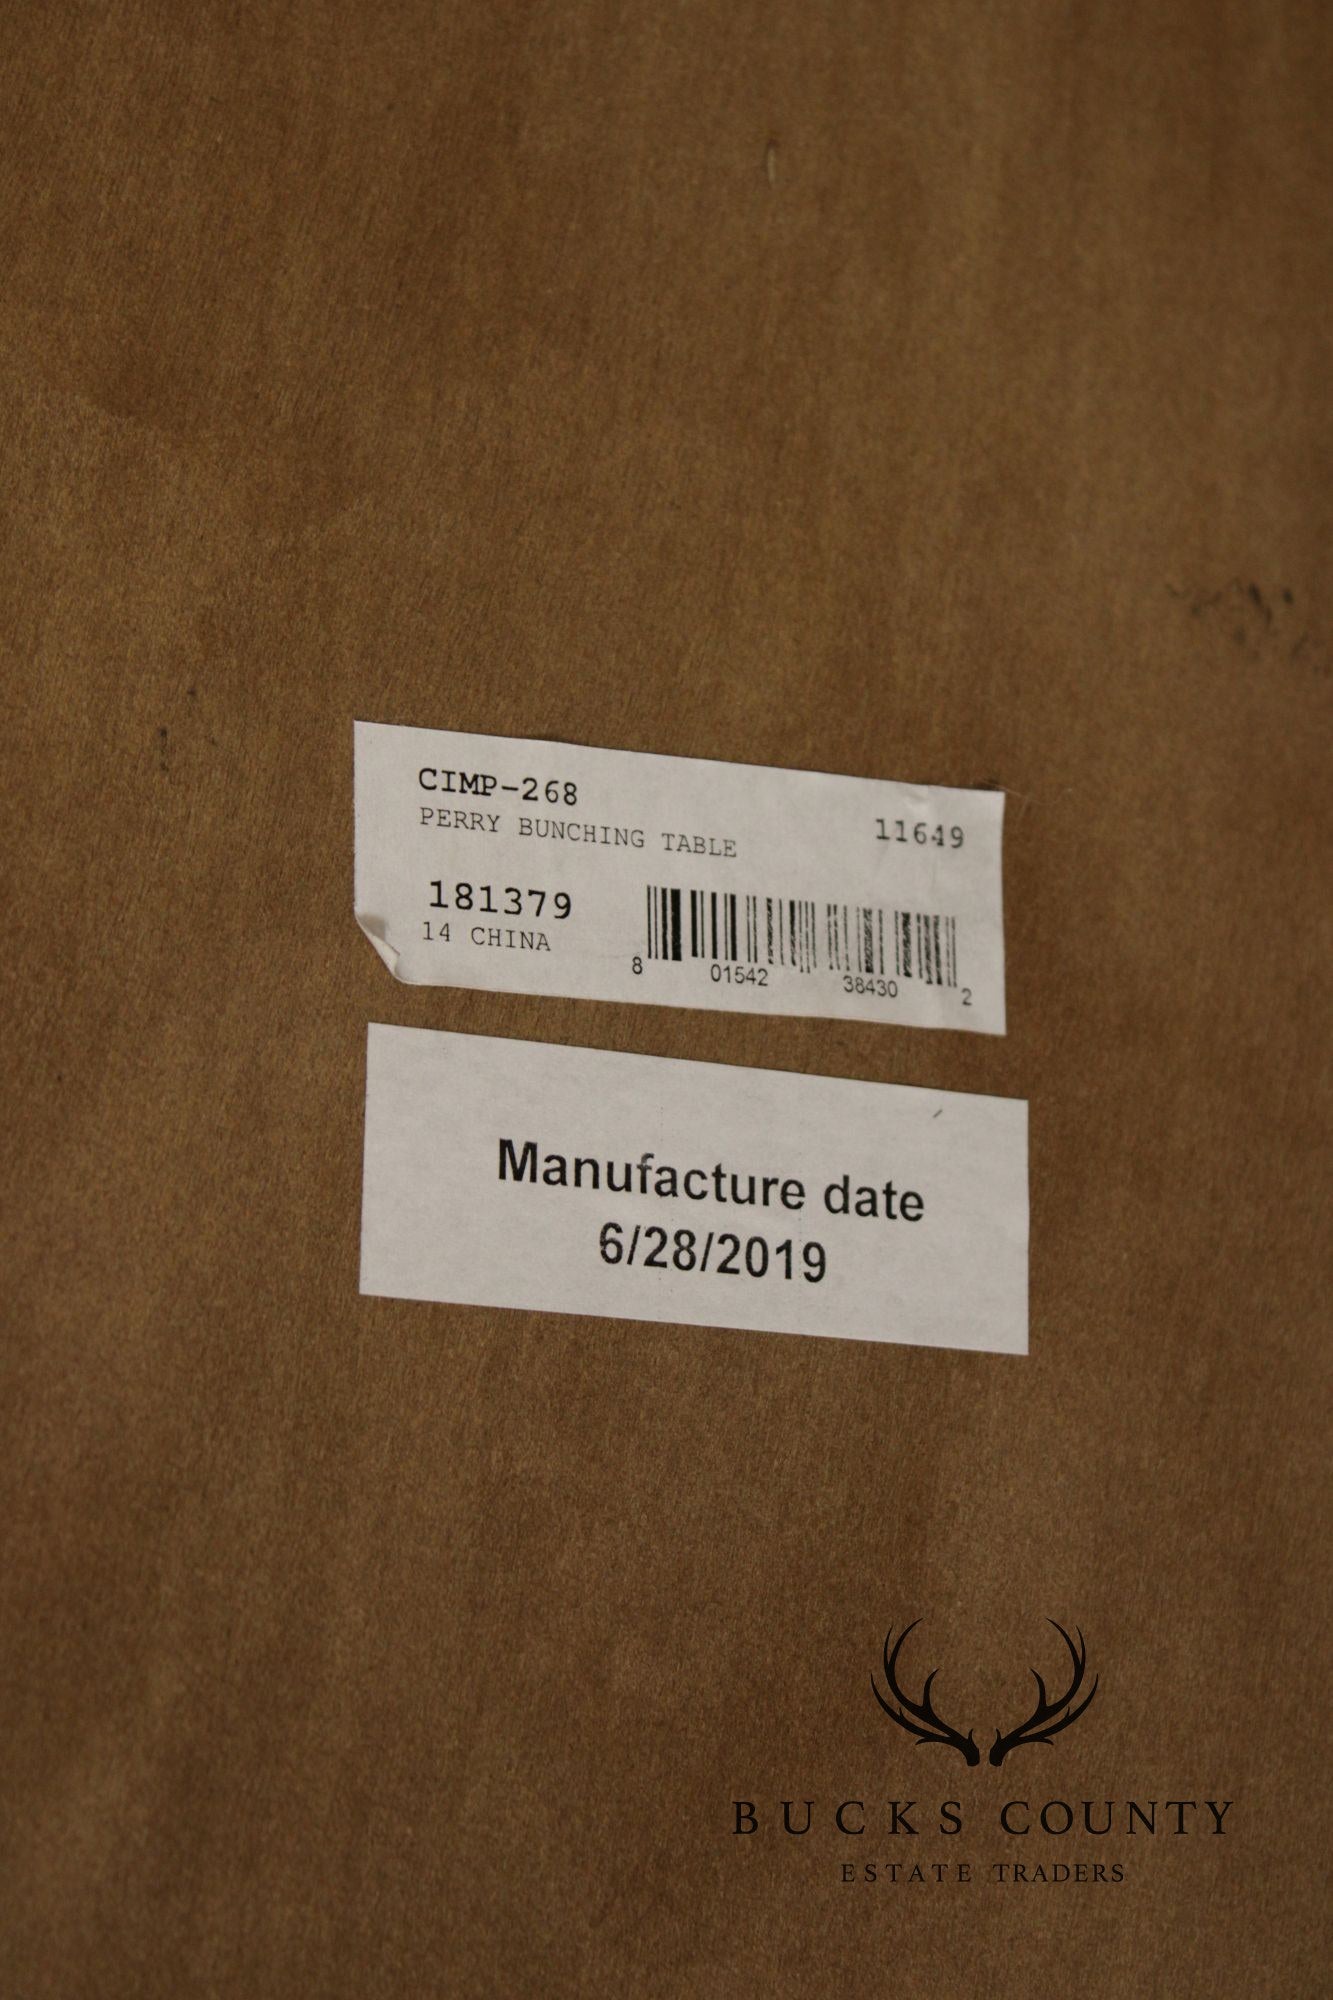 CIMP-268
PERRY BUNCHING TABLE 11649
181379
14 CHINA
8 01542 38430 2
Manufacture date
6/28/2019
BUCKS COUNTY
ESTATE TRADERS